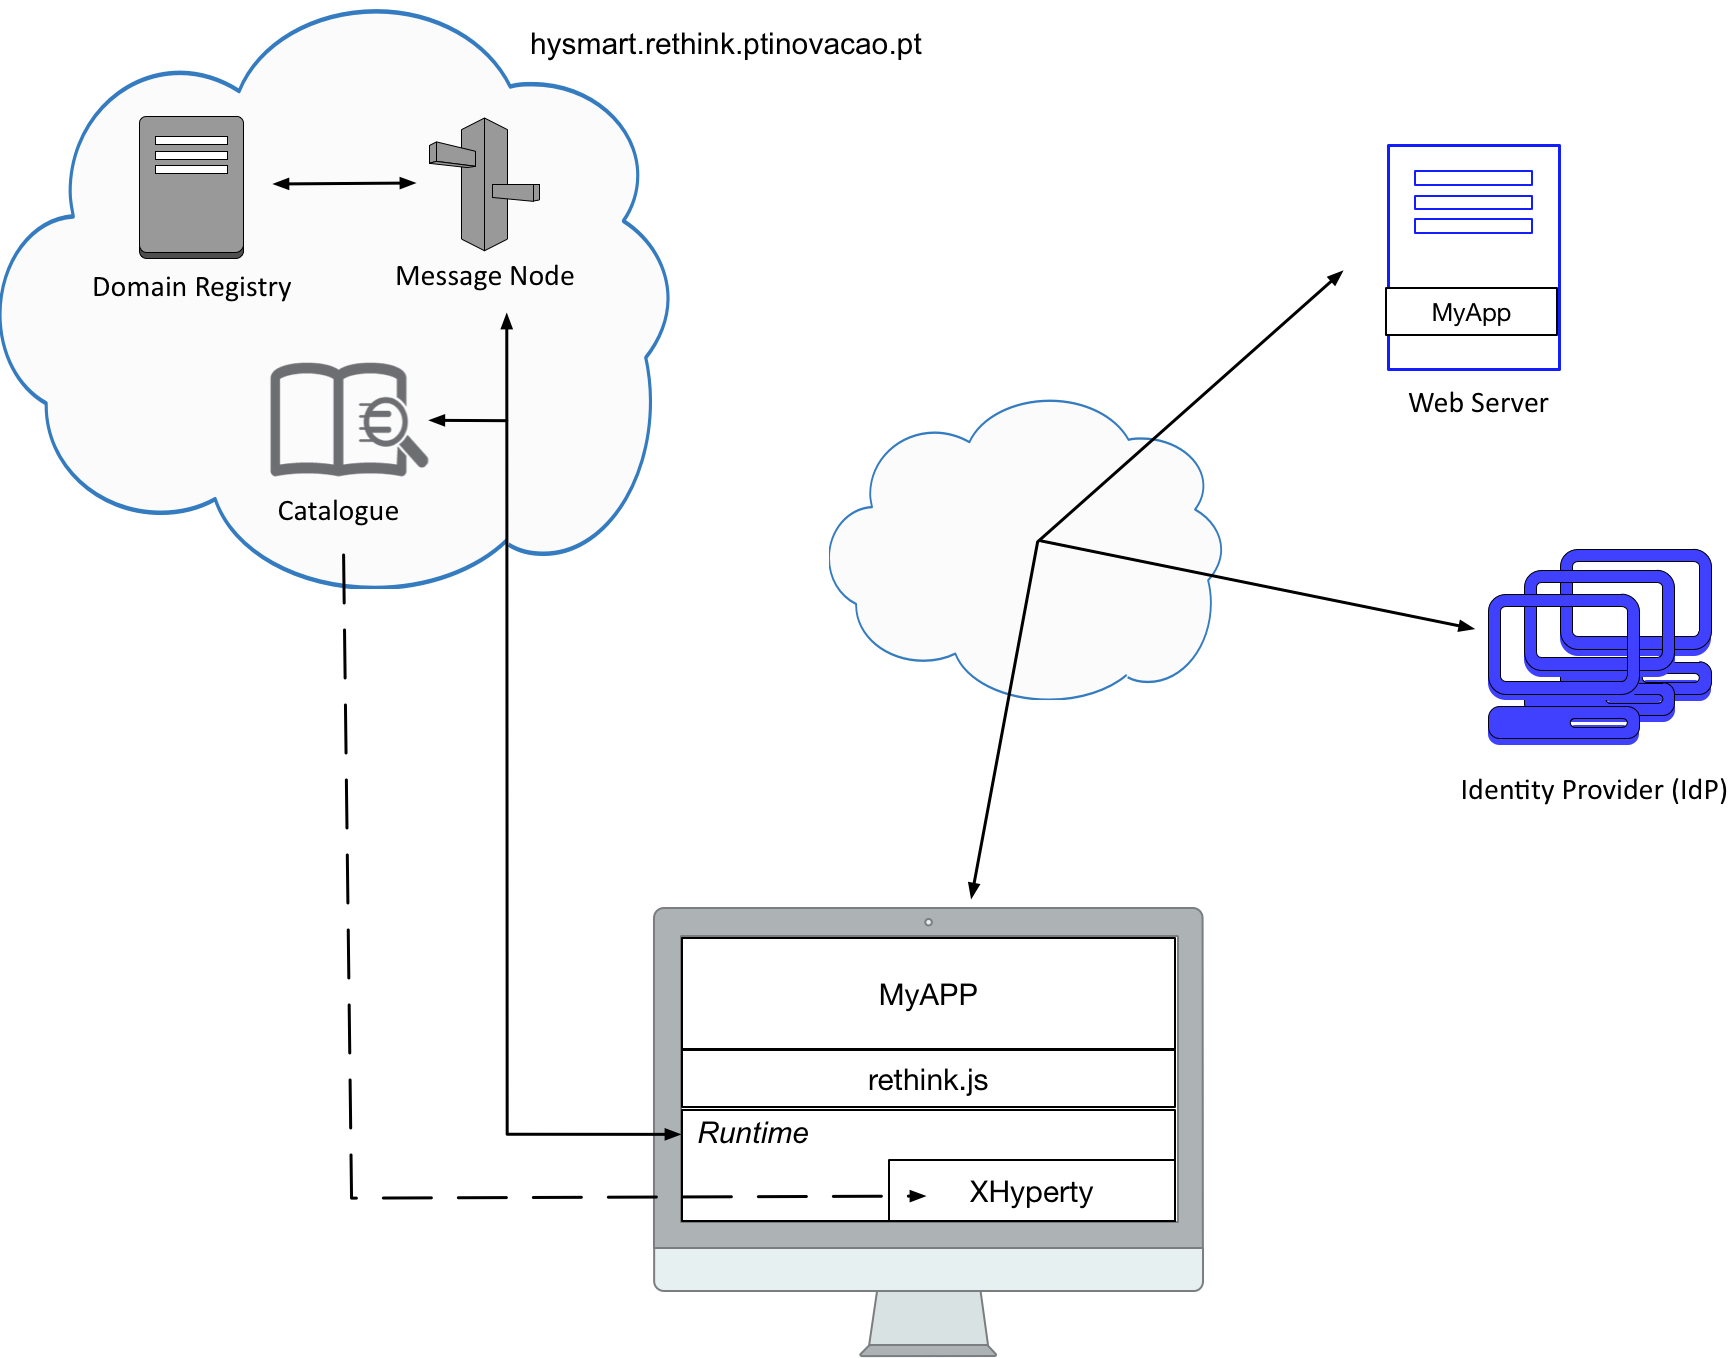 hysmart.rethink.ptinovacao.pt
Domain Registry
Message Node
Catalogue
MyApp
Web Server
Identity Provider (IdP)
MyAPP
rethink.js
Runtime
XHyperty